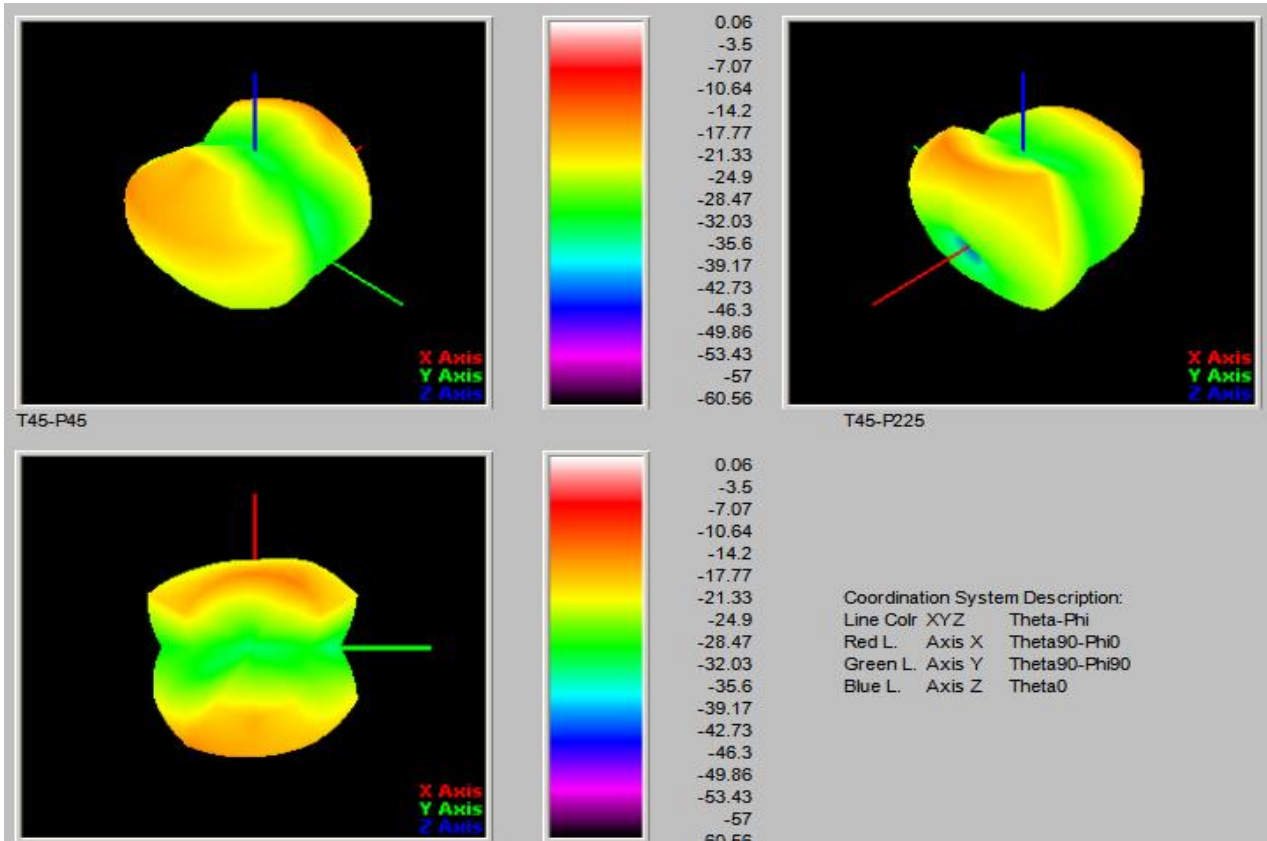 X Axis
Y Axis
Z Axis
T45-P45
0.06
-3.5
-7.07
-10.64
-14.2
-17.77
-21.33
-24.9
-28.47
-32.03
-35.6
-39.17
-42.73
-46.3
-49.86
-53.43
-57
-60.56
X Axis
Y Axis
Z Axis
T45-P225
X Axis
Y Axis
Z Axis
0.06
-3.5
-7.07
-10.64
-14.2
-17.77
-21.33
-24.9
-28.47
-32.03
-35.6
-39.17
-42.73
-46.3
-49.86
-53.43
-57
-60.56
Coordination System Description:
Line Colr XYZ Theta-Phi
Red L. Axis X Theta90-Phi0
Green L. Axis Y Theta90-Phi90
Blue L. Axis Z Theta0